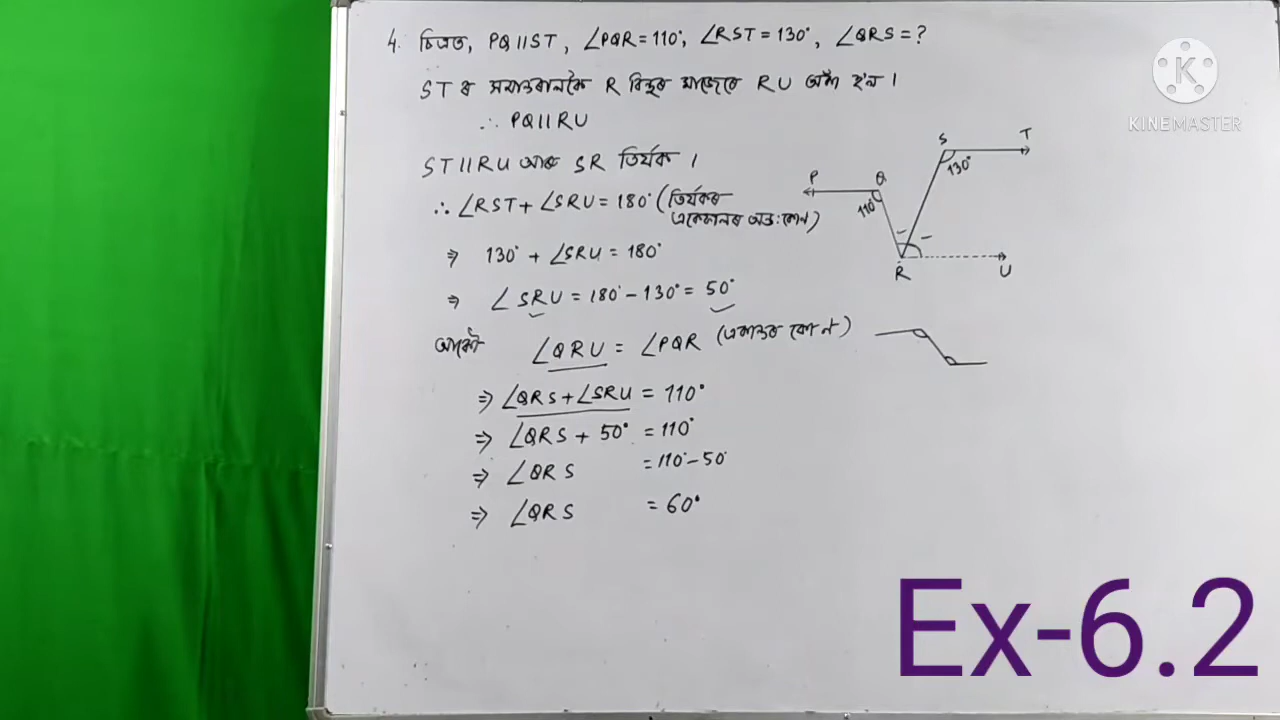 4. চিত্রত, PQ||ST, ∠PQR = 110°, ∠RST = 130°, ∠QRS = ?
ST ৰ সমান্তৰালকৈ R বিন্দুৰ মাজেৰে RU অঁকা হ'ল ।
∴ PQ||RU
ST||RU আৰু SR তিৰ্যক ।
∴ ∠RST + ∠SRU = 180° (তিৰ্যকৰ
একেফালৰ অন্তঃকোণ)
⇒ 130° + ∠SRU = 180°
⇒ ∠SRU = 180° - 130° = 50°
আকৌ ∠QRU = ∠PQR (একান্তৰ কোণ)
⇒ ∠QRS + ∠SRU = 110°
⇒ ∠QRS + 50° = 110°
⇒ ∠QRS = 110° - 50°
⇒ ∠QRS = 60°
S T
130°
P Q
110°
R U
K
KINEMASTER
Ex-6.2